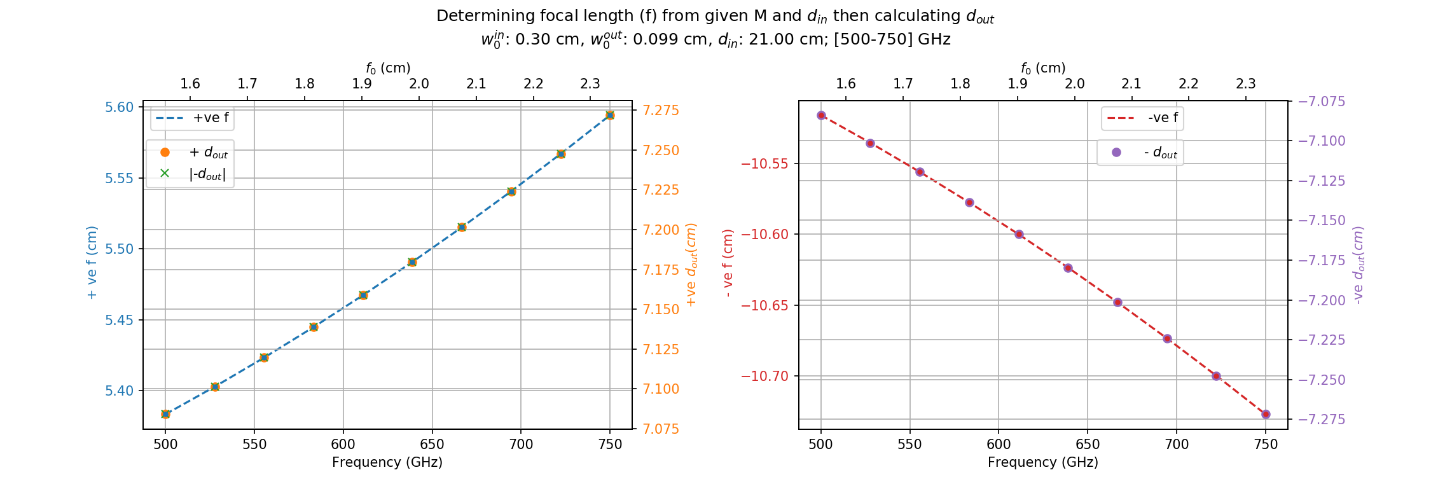 Determining focal length (f) from given M and d_in then calculating d_out
w_0^in: 0.30 cm, w_0^out: 0.099 cm, d_in: 21.00 cm; [500-750] GHz
f_0 (cm)
1.6 1.7 1.8 1.9 2.0 2.1 2.2 2.3
5.60
5.55
5.50
5.45
5.40
+ ve f (cm)
+ve f
+ d_out
|-d_out|
7.275
7.250
7.225
7.200
7.175
7.150
7.125
7.100
7.075
+ve d_out(cm)
500 550 600 650 700 750
Frequency (GHz)
f_0 (cm)
1.6 1.7 1.8 1.9 2.0 2.1 2.2 2.3
−10.55
−10.60
−10.65
−10.70
- ve f (cm)
-ve f
- d_out
−7.075
−7.100
−7.125
−7.150
−7.175
−7.200
−7.225
−7.250
−7.275
-ve d_out(cm)
500 550 600 650 700 750
Frequency (GHz)